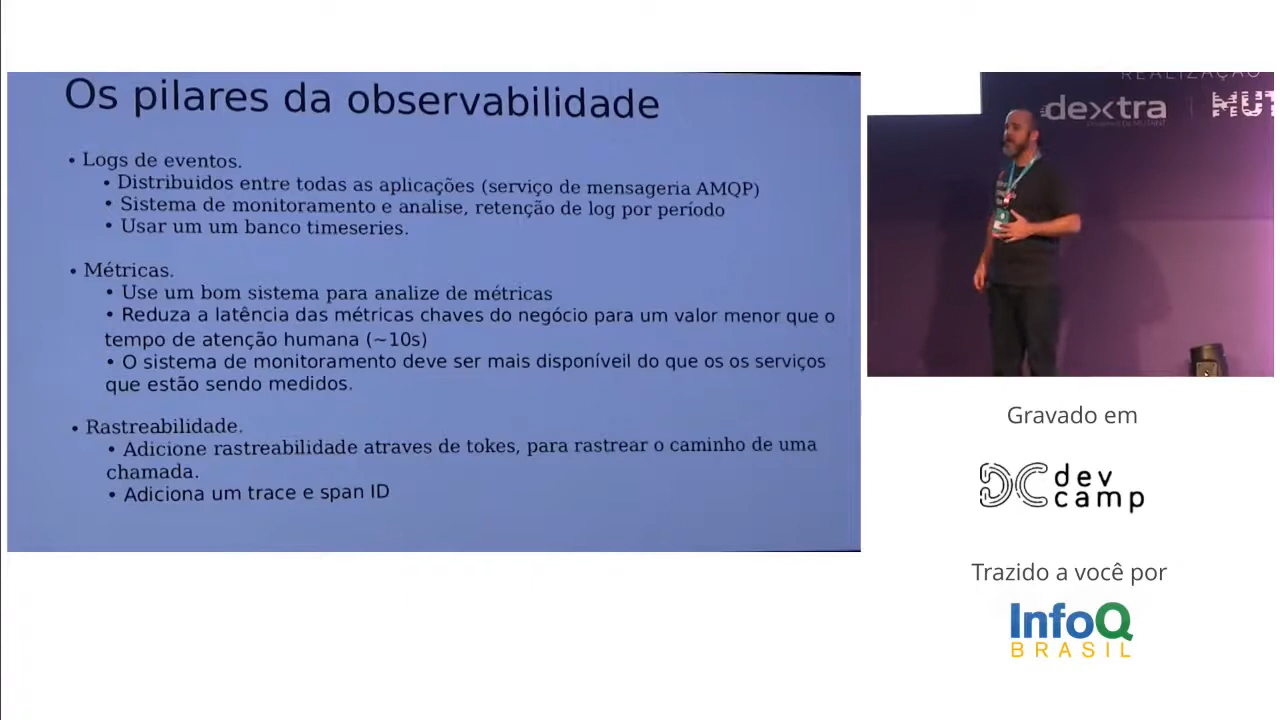 Os pilares da observabilidade
• Logs de eventos.
• Distribuidos entre todas as aplicações (serviço de mensageria AMQP)
• Sistema de monitoramento e analise, retenção de log por período
• Usar um um banco timeseries.
• Métricas.
• Use um bom sistema para analize de métricas
• Reduza a latência das métricas chaves do negócio para um valor menor que o
tempo de atenção humana (~10s)
• O sistema de monitoramento deve ser mais disponíveil do que os os serviços
que estão sendo medidos.
• Rastreabilidade.
• Adicione rastreabilidade atraves de tokes, para rastrear o caminho de uma
chamada.
• Adiciona um trace e span ID
REALIZAÇÃO
dextra
MUT
Gravado em
dev
camp
Trazido a você por
InfoQ
BRASIL